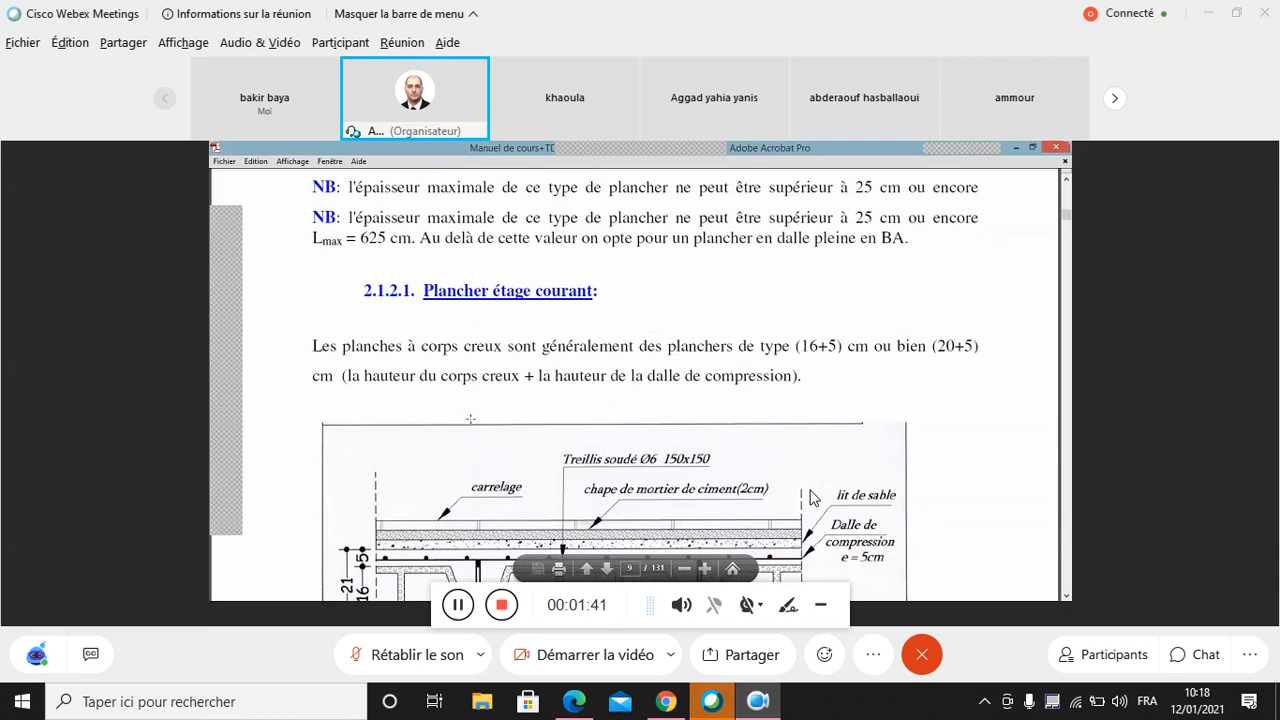 Cisco Webex Meetings
Informations sur la réunion
Masquer la barre de menu
Connecté
Fichier Édition Partager Affichage Audio & Vidéo Participant Réunion Aide
bakir baya
Moi
A... (Organisateur)
khaoula
Aggad yahia yanis
abderaouf hasballaoui
ammour
Manuel de cours+TD
Adobe Acrobat Pro
Fichier Edition Affichage Fenêtre Aide
NB: l'épaisseur maximale de ce type de plancher ne peut être supérieur à 25 cm ou encore
NB: l'épaisseur maximale de ce type de plancher ne peut être supérieur à 25 cm ou encore
Lmax = 625 cm. Au delà de cette valeur on opte pour un plancher en dalle pleine en BA.
2.1.2.1. Plancher étage courant:
Les planches à corps creux sont généralement des planchers de type (16+5) cm ou bien (20+5)
cm (la hauteur du corps creux + la hauteur de la dalle de compression).
Treillis soudé Ø6 150x150
carrelage
chape de mortier de ciment(2cm)
lit de sable
Dalle de
compression
e = 5cm
5
21
16
9 / 131
00:01:41
Rétablir le son
Démarrer la vidéo
Partager
Participants
Chat
Taper ici pour rechercher
FRA
10:18
12/01/2021